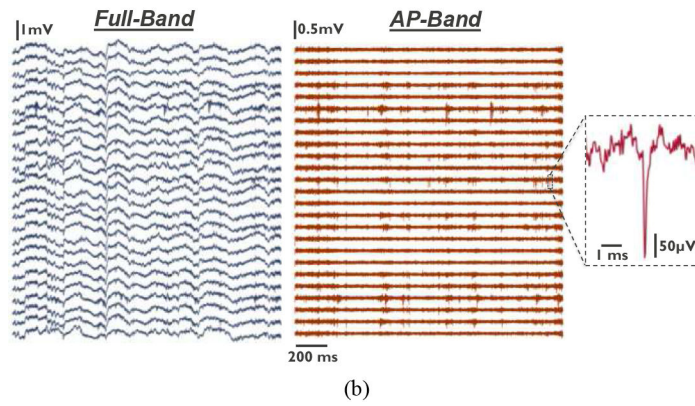 Full-Band
AP-Band
1mV
0.5mV
1 ms
50μV
200 ms
(b)